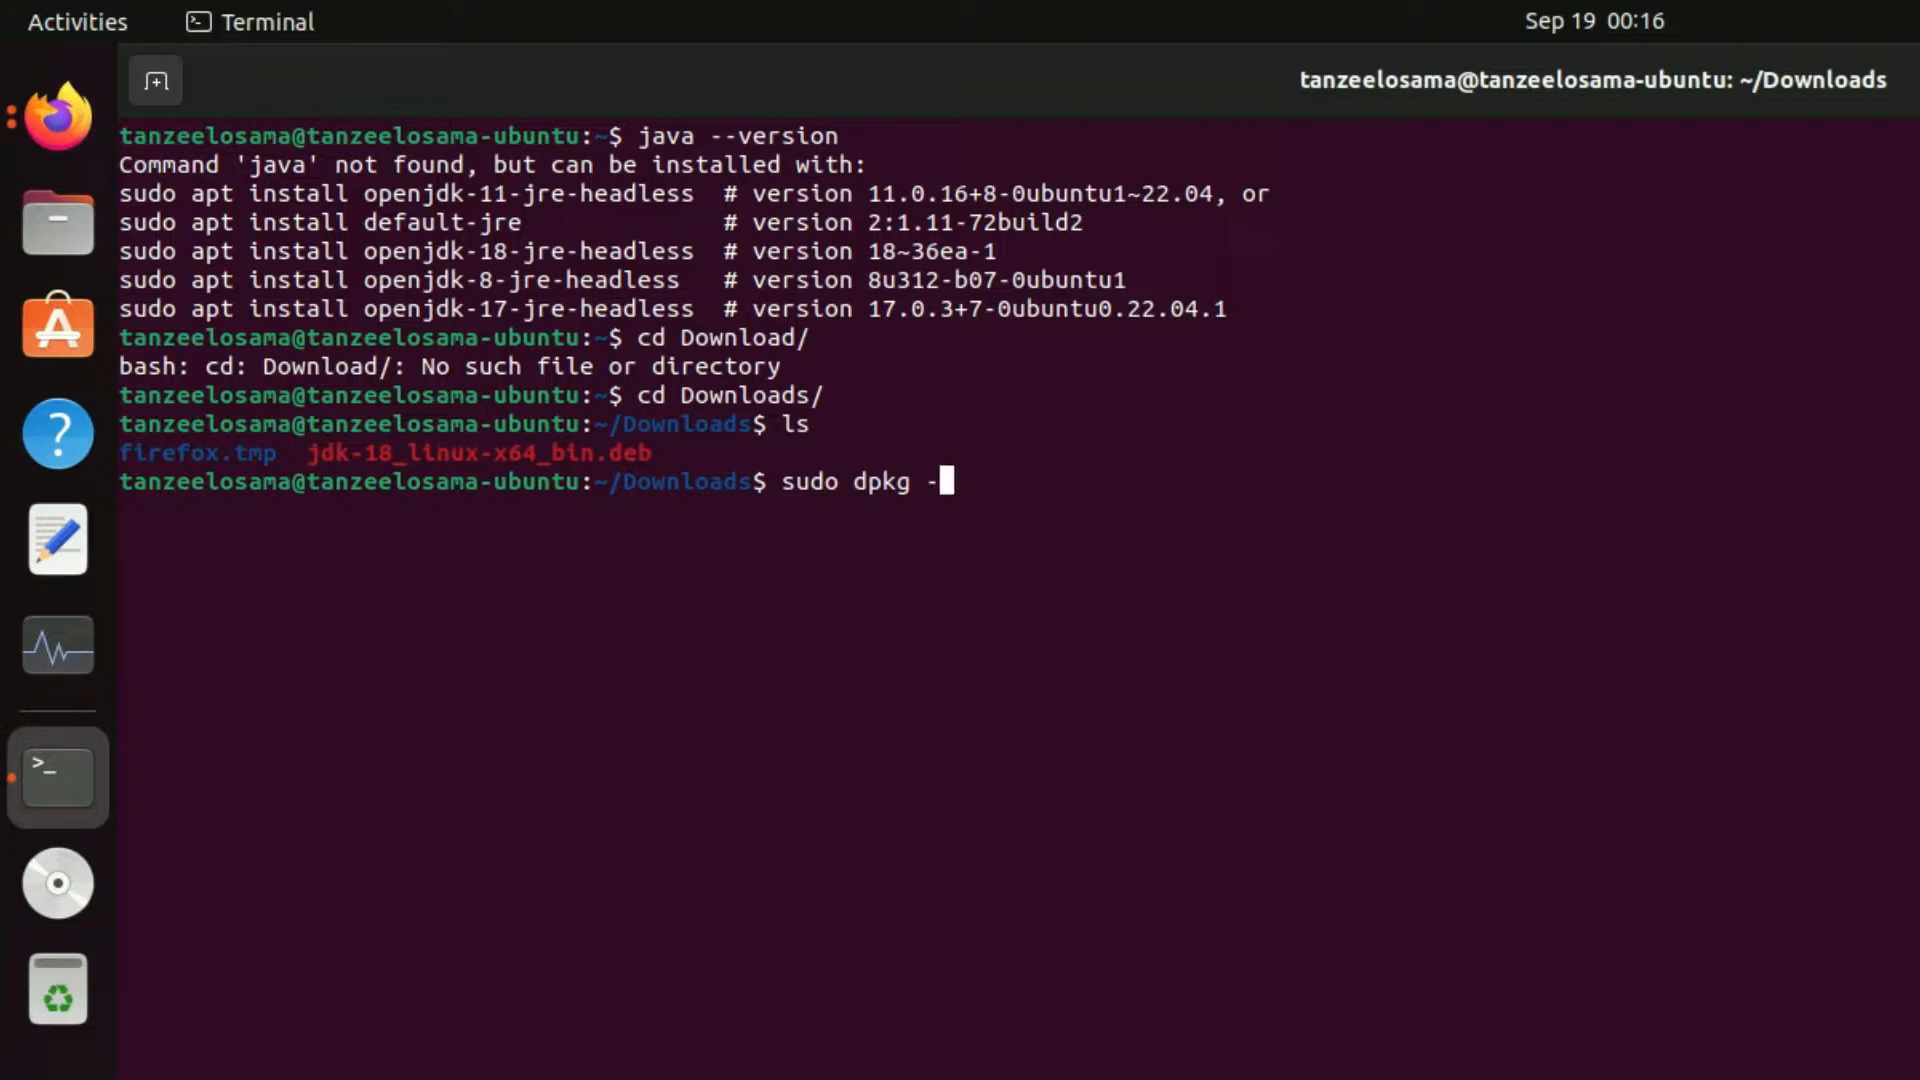 Activities Terminal Sep 19 00:16
tanzeelosama@tanzeelosama-ubuntu: ~/Downloads
tanzeelosama@tanzeelosama-ubuntu:~$ java --version
Command 'java' not found, but can be installed with:
sudo apt install openjdk-11-jre-headless  # version 11.0.16+8-0ubuntu1~22.04, or
sudo apt install default-jre              # version 2:1.11-72build2
sudo apt install openjdk-18-jre-headless  # version 18~36ea-1
sudo apt install openjdk-8-jre-headless   # version 8u312-b07-0ubuntu1
sudo apt install openjdk-17-jre-headless  # version 17.0.3+7-0ubuntu0.22.04.1
tanzeelosama@tanzeelosama-ubuntu:~$ cd Download/
bash: cd: Download/: No such file or directory
tanzeelosama@tanzeelosama-ubuntu:~$ cd Downloads/
tanzeelosama@tanzeelosama-ubuntu:~/Downloads$ ls
firefox.tmp  jdk-18_linux-x64_bin.deb
tanzeelosama@tanzeelosama-ubuntu:~/Downloads$ sudo dpkg -